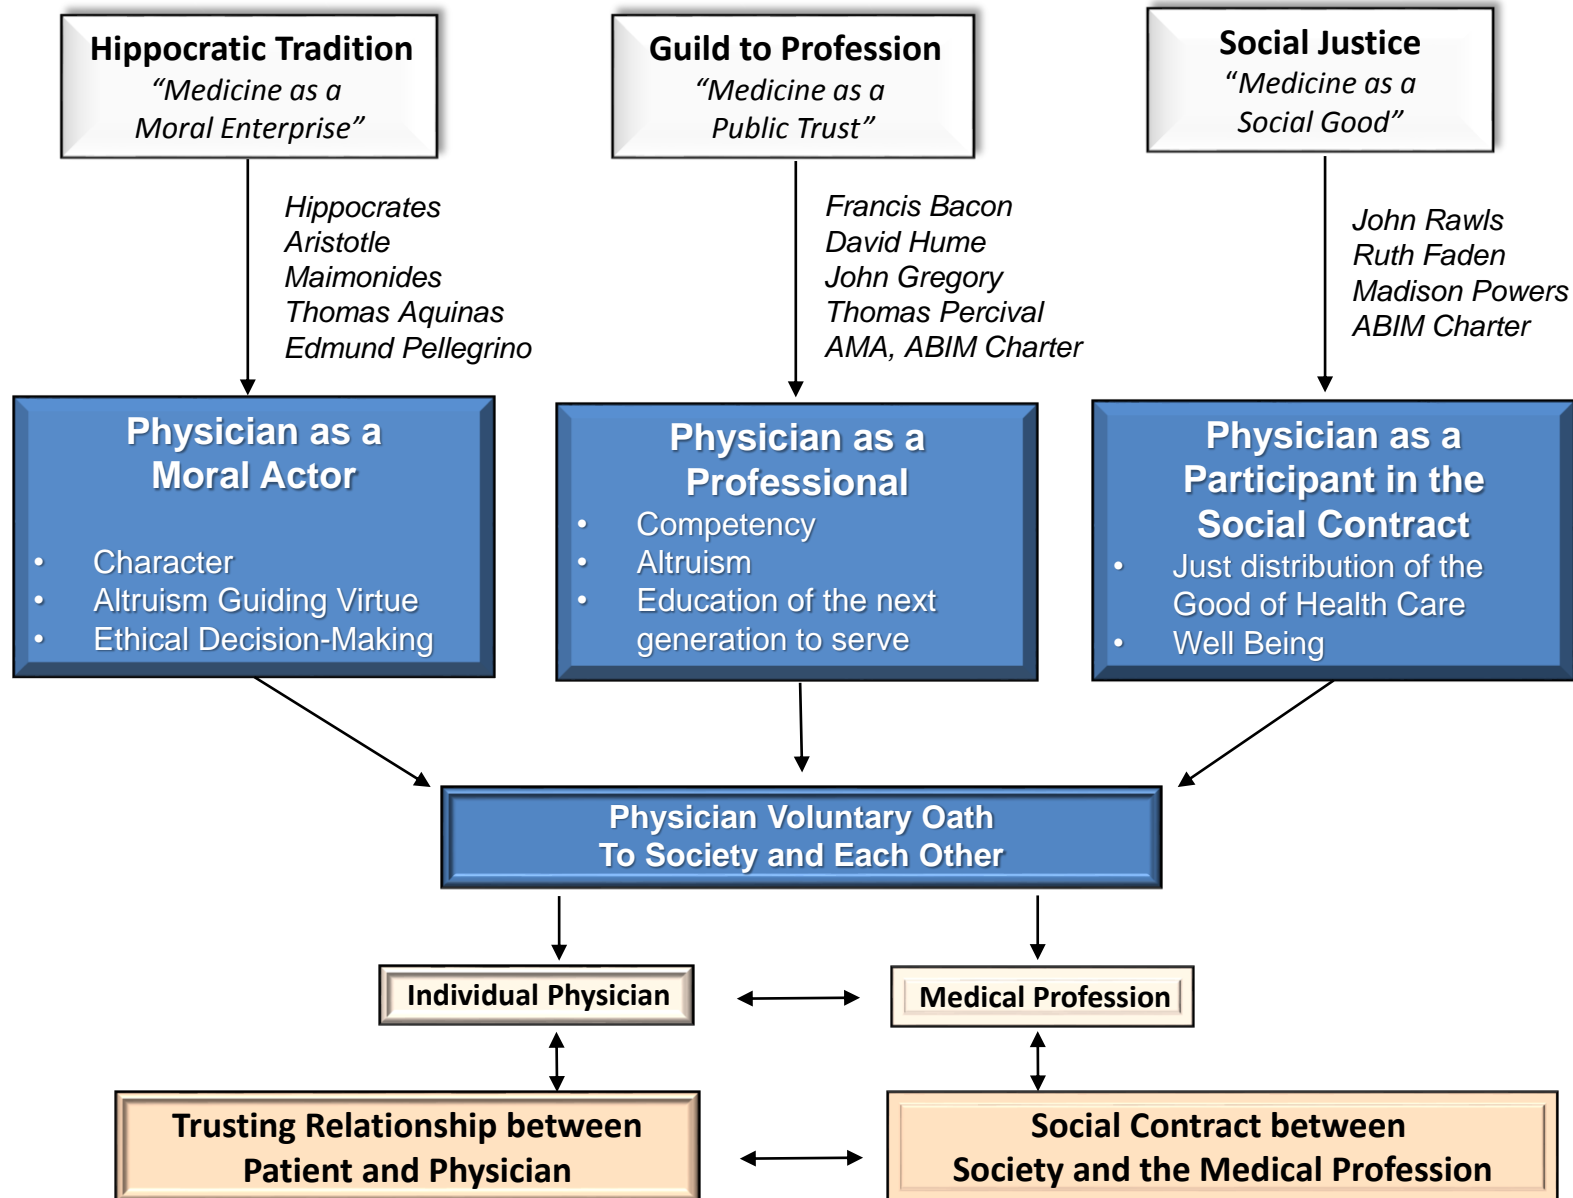 Hippocratic Tradition
“Medicine as a
Moral Enterprise”
Guild to Profession
“Medicine as a
Public Trust”
Social Justice
“Medicine as a
Social Good”
Hippocrates
Aristotle
Maimonides
Thomas Aquinas
Edmund Pellegrino
Francis Bacon
David Hume
John Gregory
Thomas Percival
AMA, ABIM Charter
John Rawls
Ruth Faden
Madison Powers
ABIM Charter
Physician as a
Moral Actor
• Character
• Altruism Guiding Virtue
• Ethical Decision-Making
Physician as a
Professional
• Competency
• Altruism
• Education of the next
generation to serve
Physician as a
Participant in the
Social Contract
• Just distribution of the
Good of Health Care
• Well Being
Physician Voluntary Oath
To Society and Each Other
Individual Physician
Medical Profession
Trusting Relationship between
Patient and Physician
Social Contract between
Society and the Medical Profession